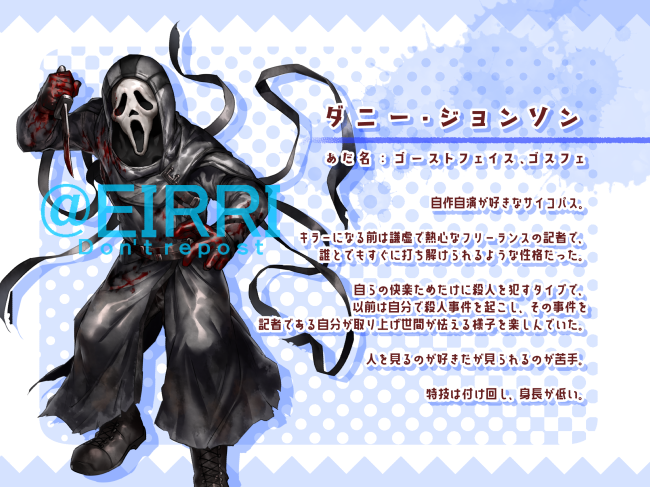 ダニー・ジョンソン
あだ名：ゴーストフェイス、ゴスフェ
自作自演が好きなサイコパス。
キラーになる前は謙虚で熱心なフリーランスの記者で、
誰とでもすぐに打ち解けられるような性格だった。
自らの快楽ためだけに殺人を犯すタイプで、
以前は自分で殺人事件を起こし、その事件を
記者である自分が取り上げ世間が怯える様子を楽しんでいた。
人を見るのが好きだが見られるのが苦手。
特技は付け回し、身長が低い。
@EIRRI
Don't repost